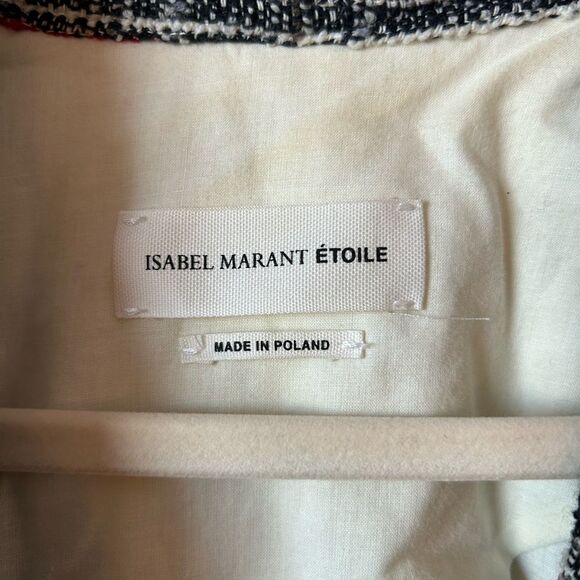 ISABEL MARANT ÉTOILE
MADE IN POLAND